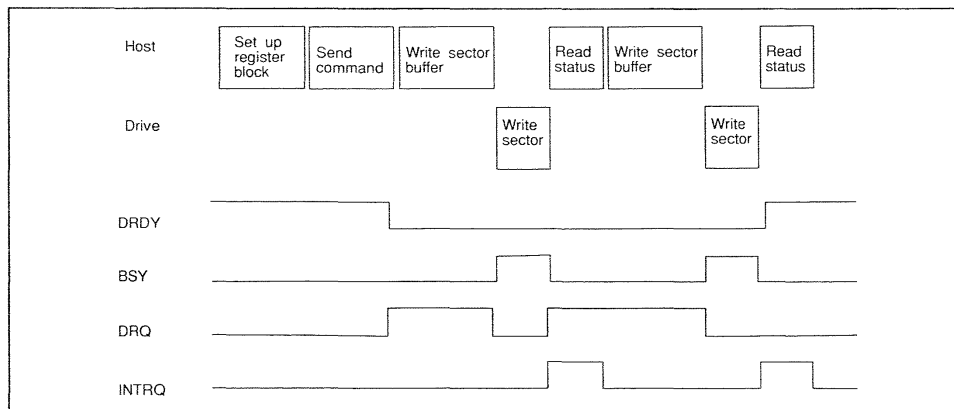 Host
Set up
register
block
Send
command
Write sector
buffer
Read
status
Write sector
buffer
Read
status
Drive
Write
sector
Write
sector
DRDY
BSY
DRQ
INTRQ